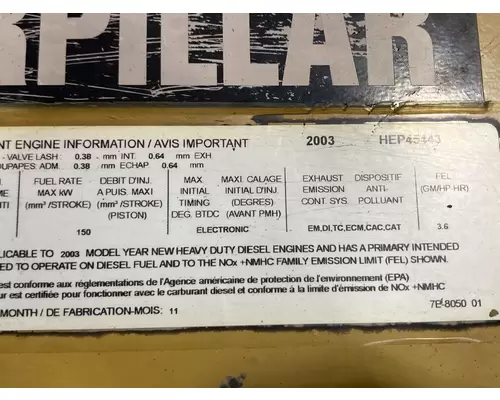 RPILLAR
NT ENGINE INFORMATION / AVIS IMPORTANT 2003 HEP45443
- VALVE LASH : 0.38 - mm INT. 0.64 mm EXH
OUPAPES: ADM. 0.38 mm ECHAP. 0.64 mm
FUEL RATE DEBIT D'INJ. MAX. MAXI. CALAGE EXHAUST DISPOSITIF FEL
ME MAX kW A PUIS. MAXI INITIAL INITIAL D'INJ. EMISSION ANTI- (GM/HP-HR)
ITI (mm³/STROKE) (mm³/STROKE) TIMING (DEGRES) CONT. SYS. POLLUANT
(PISTON) DEG. BTDC (AVANT PMH)
150 ELECTRONIC EM,DI,TC,ECM,CAC,CAT 3.6
LICABLE TO 2003 MODEL YEAR NEW HEAVY DUTY DIESEL ENGINES AND HAS A PRIMARY INTENDED
ED TO OPERATE ON DIESEL FUEL AND TO THE NOx +NMHC FAMILY EMISSION LIMIT (FEL) SHOWN.
est conforme aux réglementations de l'Agence américaine de protection de l'environnement (EPA)
ur est certifiée pour fonctionner avec le carburant diesel et conforme à la limite d'émission de NOx +NMHC
MONTH / DE FABRICATION-MOIS: 11 7E-8050 01